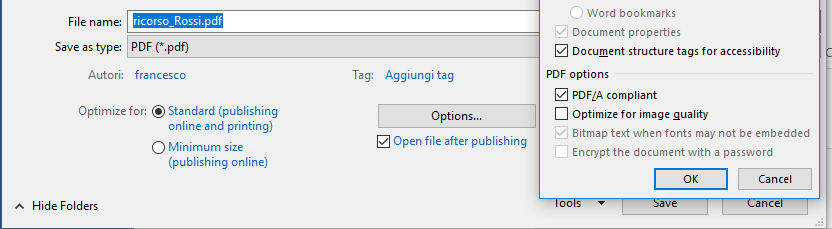 File name: ricorso_Rossi.pdf
Save as type: PDF (*.pdf)
Autori: francesco
Tag: Aggiungi tag
Optimize for: Standard (publishing
online and printing)
Minimum size
(publishing online)
Options...
Open file after publishing
Hide Folders
Tools
Save
Cancel
Word bookmarks
Document properties
Document structure tags for accessibility
PDF options
PDF/A compliant
Optimize for image quality
Bitmap text when fonts may not be embedded
Encrypt the document with a password
OK
Cancel